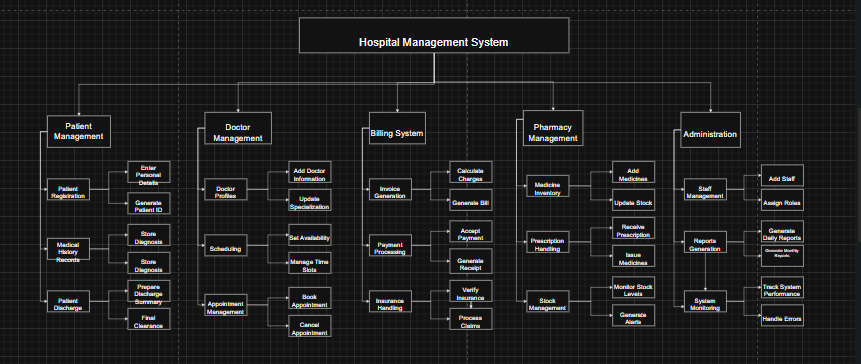 Hospital Management System
Patient
Management
Doctor
Management
Billing System
Pharmacy
Management
Administration
Patient
Registration
Enter
Personal
Details
Generate
Patient ID
Medical
History
Records
Store
Diagnosis
Store
Diagnosis
Patient
Discharge
Prepare
Discharge
Summary
Final
Clearance
Doctor
Profiles
Add Doctor
Information
Update
Specialization
Scheduling
Set Availability
Manage Time
Slots
Appointment
Management
Book
Appointment
Cancel
Appointment
Invoice
Generation
Calculate
Charges
Generate Bill
Payment
Processing
Accept
Payment
Generate
Receipt
Insurance
Handling
Verify
Insurance
Process
Claims
Medicine
Inventory
Add
Medicines
Update Stock
Prescription
Handling
Receive
Prescription
Issue
Medicines
Stock
Management
Monitor Stock
Levels
Generate
Alerts
Staff
Management
Add Staff
Assign Roles
Reports
Generation
Generate
Daily Reports
Generate Monthly
Reports
System
Monitoring
Track System
Performance
Handle Errors